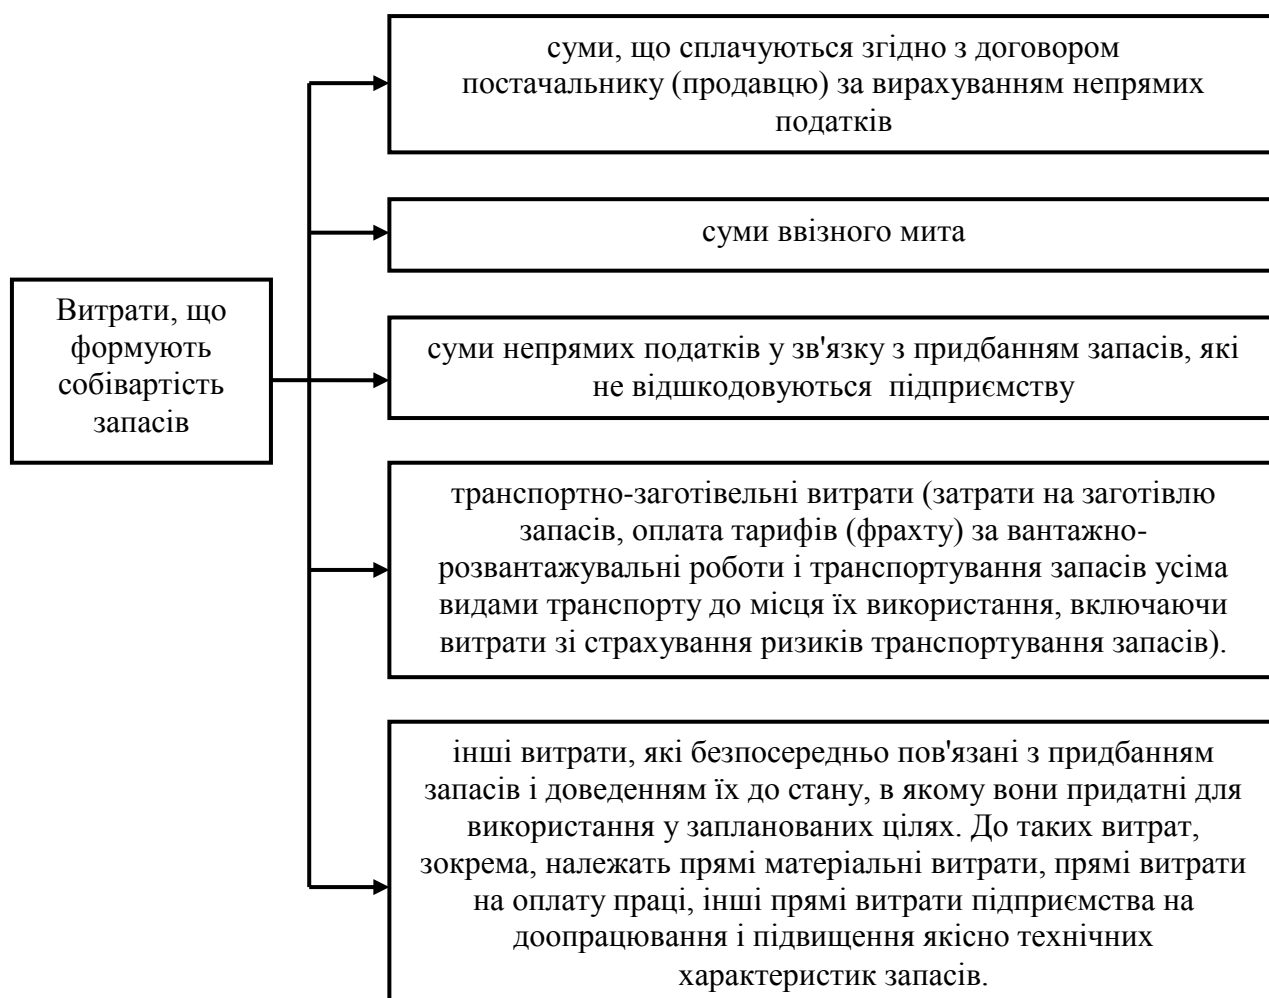 суми, що сплачуються згідно з договором
постачальнику (продавцю) за вирахуванням непрямих
податків
суми ввізного мита
Витрати, що
формують
собівартість
запасів
суми непрямих податків у зв'язку з придбанням запасів, які
не відшкодовуються  підприємству
транспортно-заготівельні витрати (затрати на заготівлю
запасів, оплата тарифів (фрахту) за вантажно-
розвантажувальні роботи і транспортування запасів усіма
видами транспорту до місця їх використання, включаючи
витрати зі страхування ризиків транспортування запасів).
інші витрати, які безпосередньо пов'язані з придбанням
запасів і доведенням їх до стану, в якому вони придатні для
використання у запланованих цілях. До таких витрат,
зокрема, належать прямі матеріальні витрати, прямі витрати
на оплату праці, інші прямі витрати підприємства на
доопрацювання і підвищення якісно технічних
характеристик запасів.